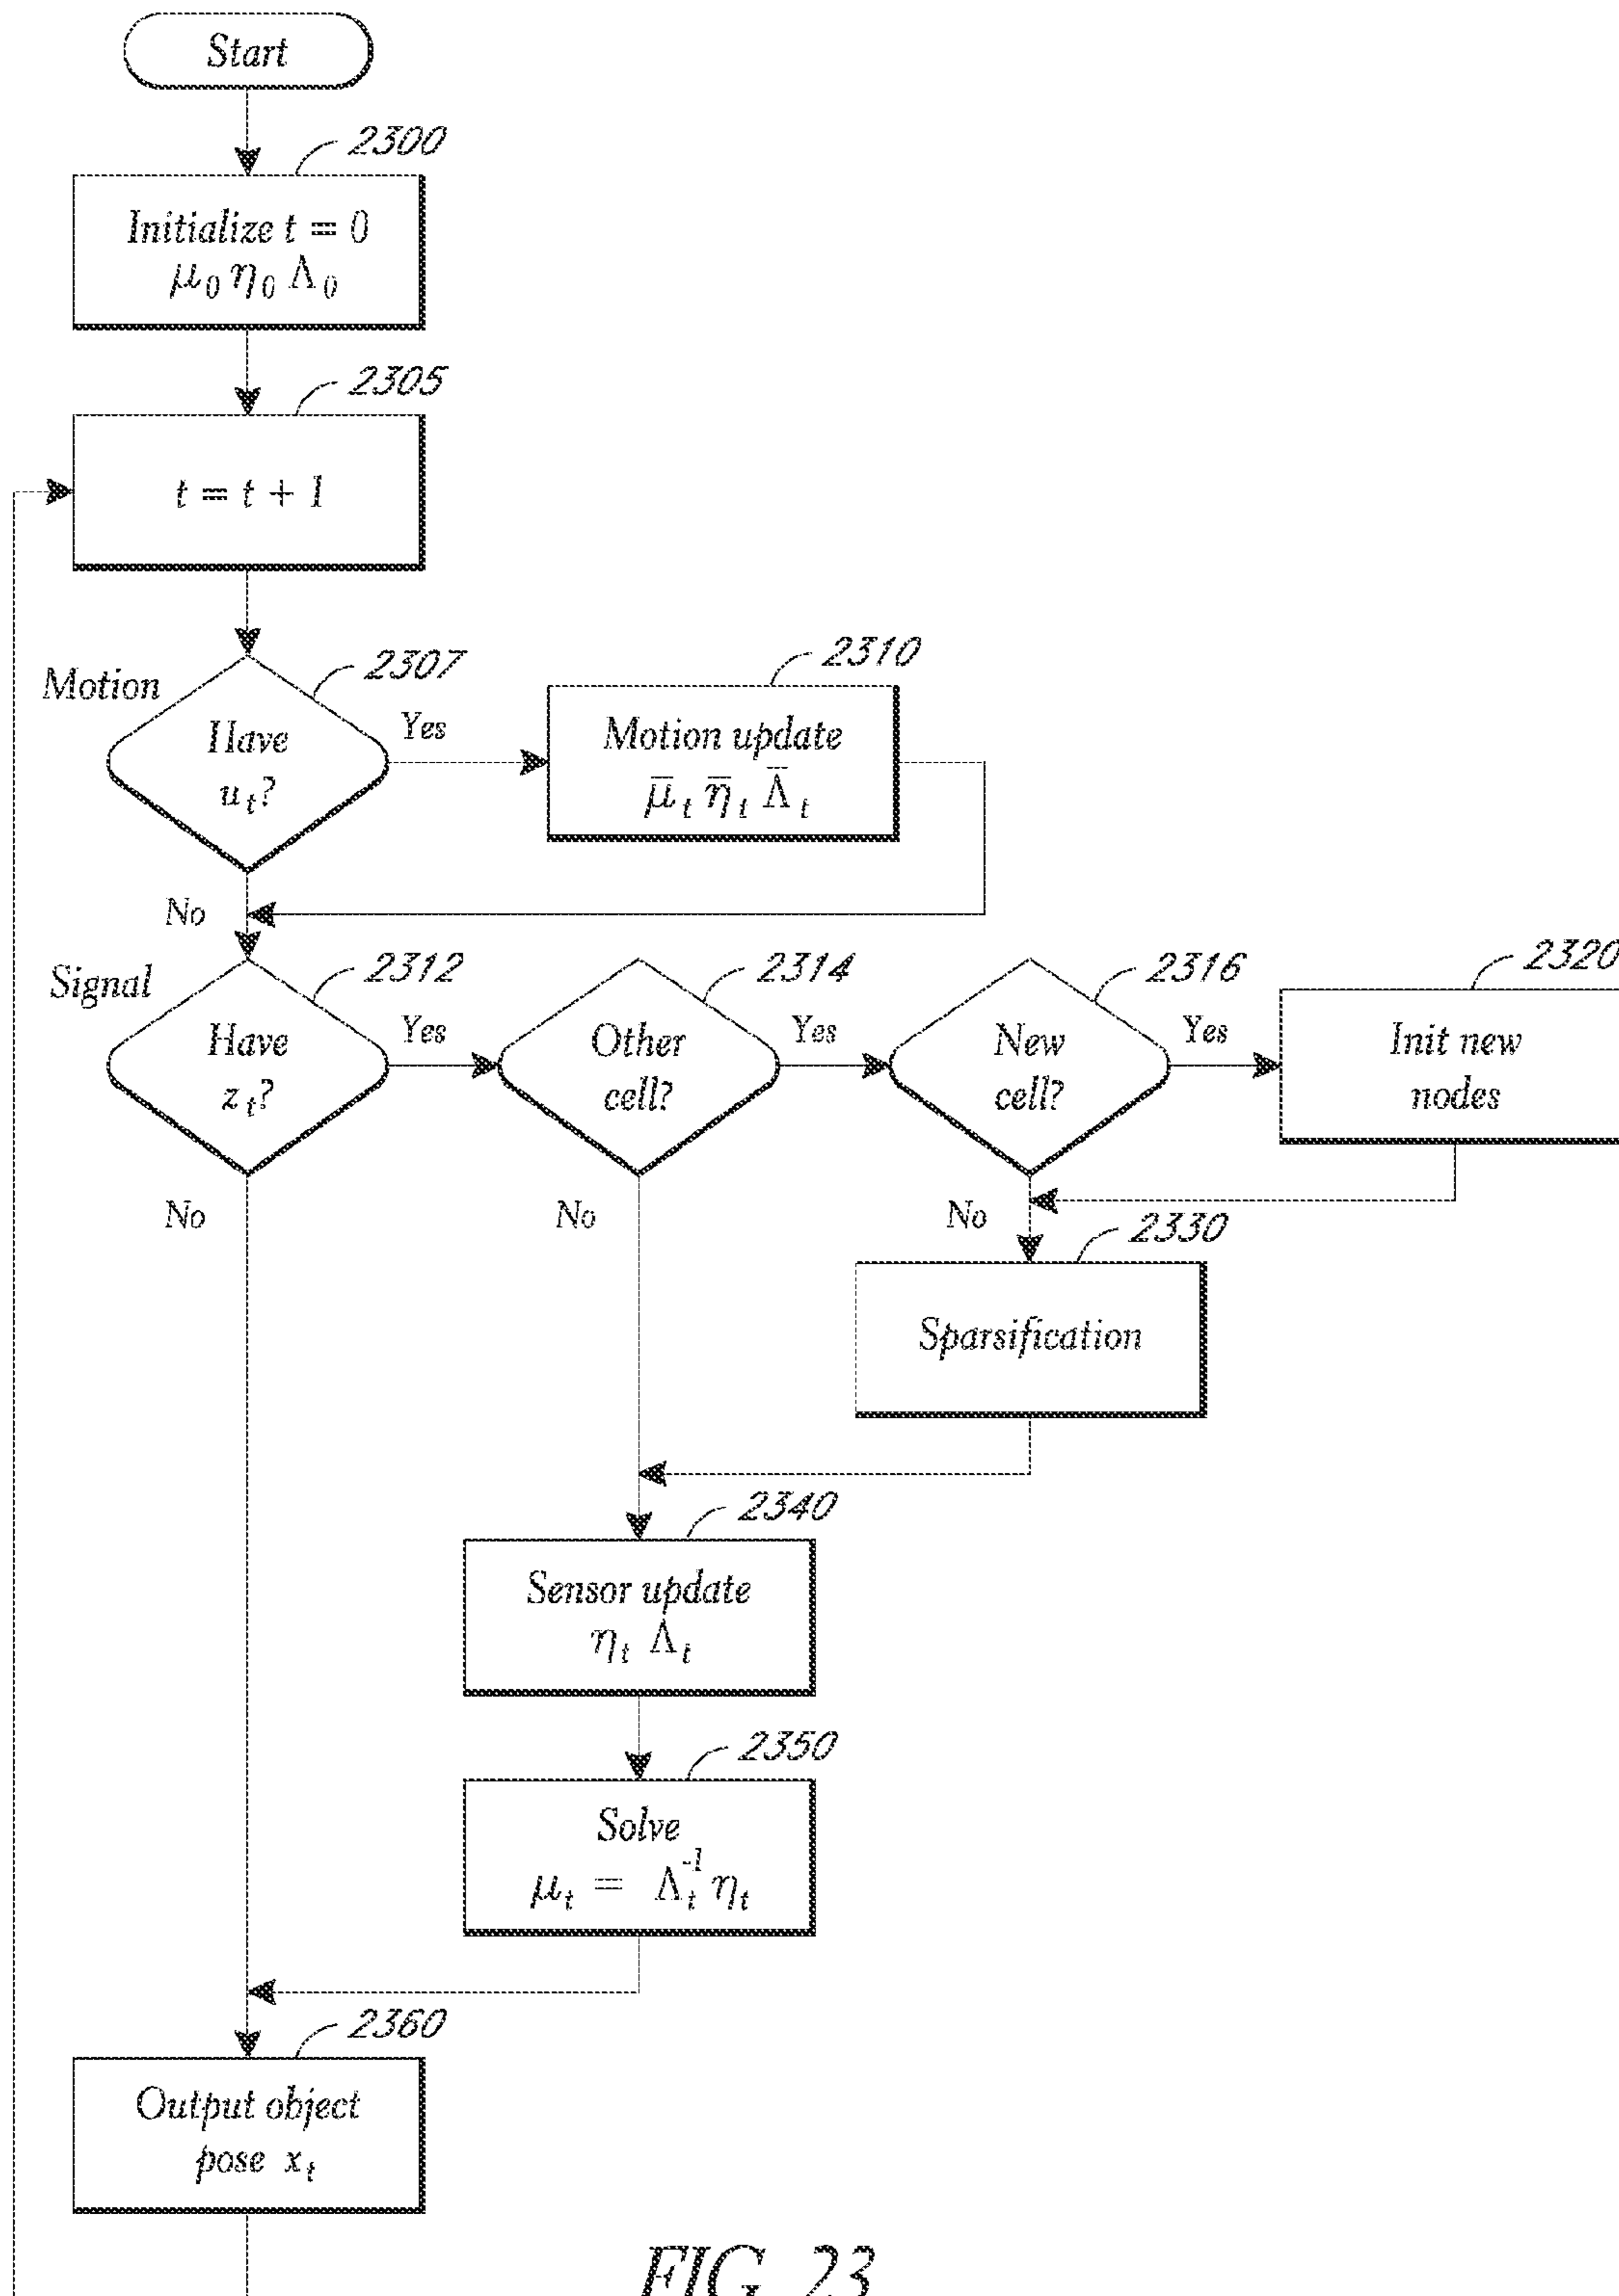 Start
2300
Initialize t = 0
μ₀ η₀ Λ₀
2305
t = t + 1
Motion
2307
Have
uₜ?
Yes
2310
Motion update
μ̅ₜ η̅ₜ Λ̅ₜ
No
Signal
2312
Have
zₜ?
Yes
2314
Other
cell?
Yes
2316
New
cell?
Yes
2320
Init new
nodes
No
No
No
2330
Sparsification
2340
Sensor update
ηₜ Λₜ
2350
Solve
μₜ = Λₜ⁻¹ ηₜ
2360
Output object
pose xₜ
FIG. 23